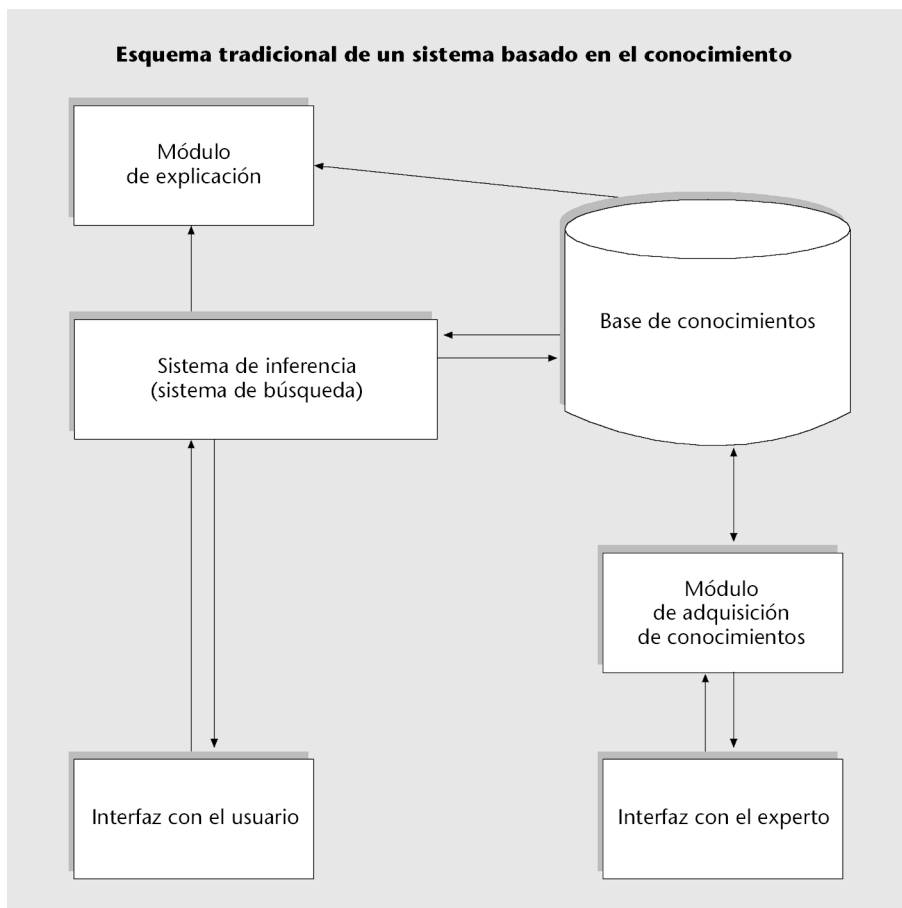 Esquema tradicional de un sistema basado en el conocimiento
Módulo
de explicación
Base de conocimientos
Sistema de inferencia
(sistema de búsqueda)
Módulo
de adquisición
de conocimientos
Interfaz con el usuario
Interfaz con el experto